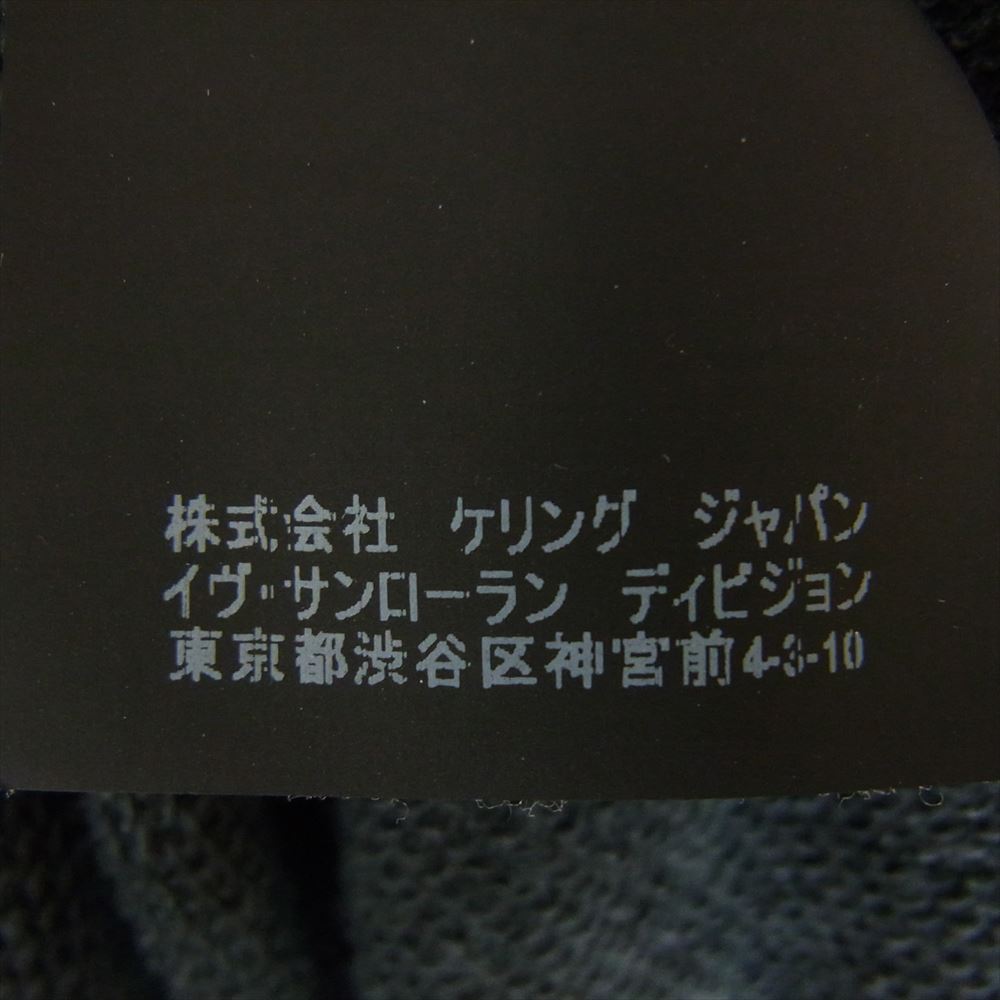 株式会社 ケリング ジャパン
イヴ・サンローラン ディビジョン
東京都渋谷区神宮前4-3-10